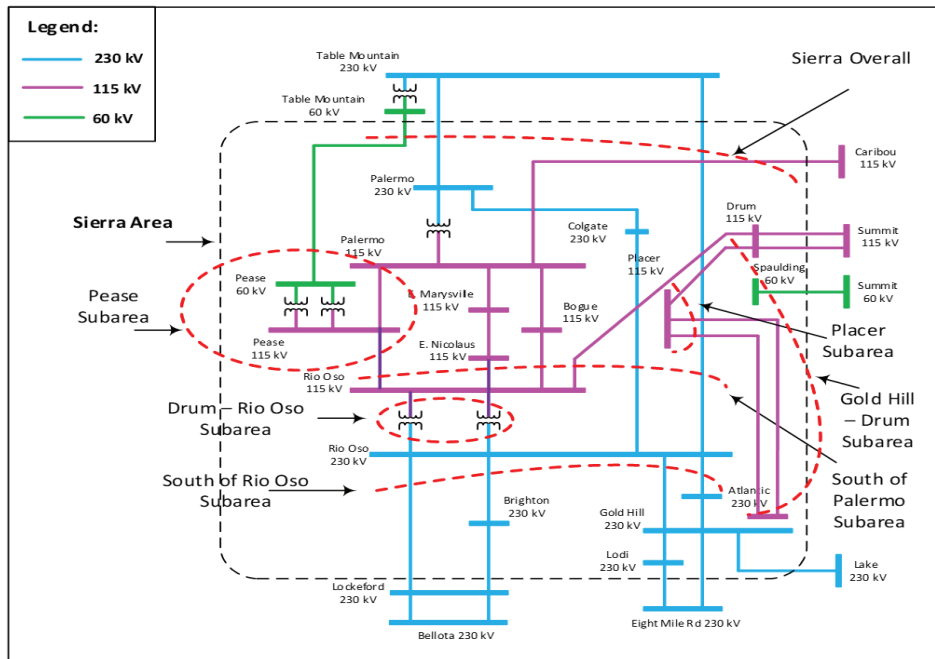 Legend:
230 kV
115 kV
60 kV
Table Mountain
230 kV
Sierra Overall
Table Mountain
60 kV
Caribou
115 kV
Palermo
230 kV
Drum
115 kV
Summit
115 kV
Colgate
230 kV
Sierra Area
Palermo
115 kV
Placer
115 kV
Spaulding
60 kV
Summit
60 kV
Pease
60 kV
Pease
Subarea
Marysville
115 kV
Bogue
115 kV
Placer
Subarea
Pease
115 kV
E. Nicolaus
115 kV
Rio Oso
115 kV
Gold Hill
– Drum
Subarea
Drum – Rio Oso
Subarea
Rio Oso
230 kV
South of Rio Oso
Subarea
South of
Palermo
Subarea
Atlantic
230 kV
Brighton
230 kV
Gold Hill
230 kV
Lodi
230 kV
Lake
230 kV
Lockeford
230 kV
Bellota 230 kV
Eight Mile Rd 230 kV